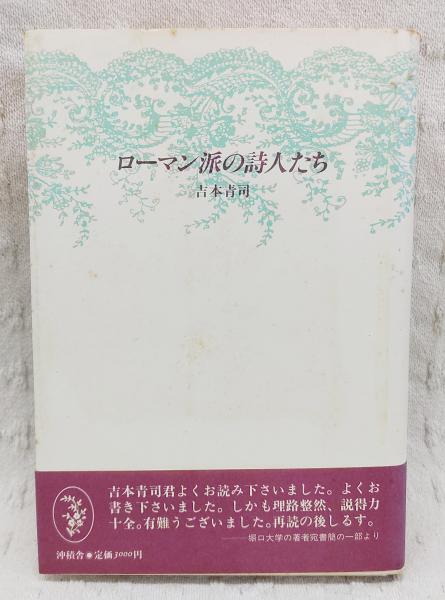 ローマン派の詩人たち
吉本青司
吉本青司君よくお読み下さいました。よくお
書き下さいました。しかも理路整然、説得力
十全。有難うございました。再読の後しるす。
――堀口大学の著者宛書簡の一部より
沖積舎●定価3000円